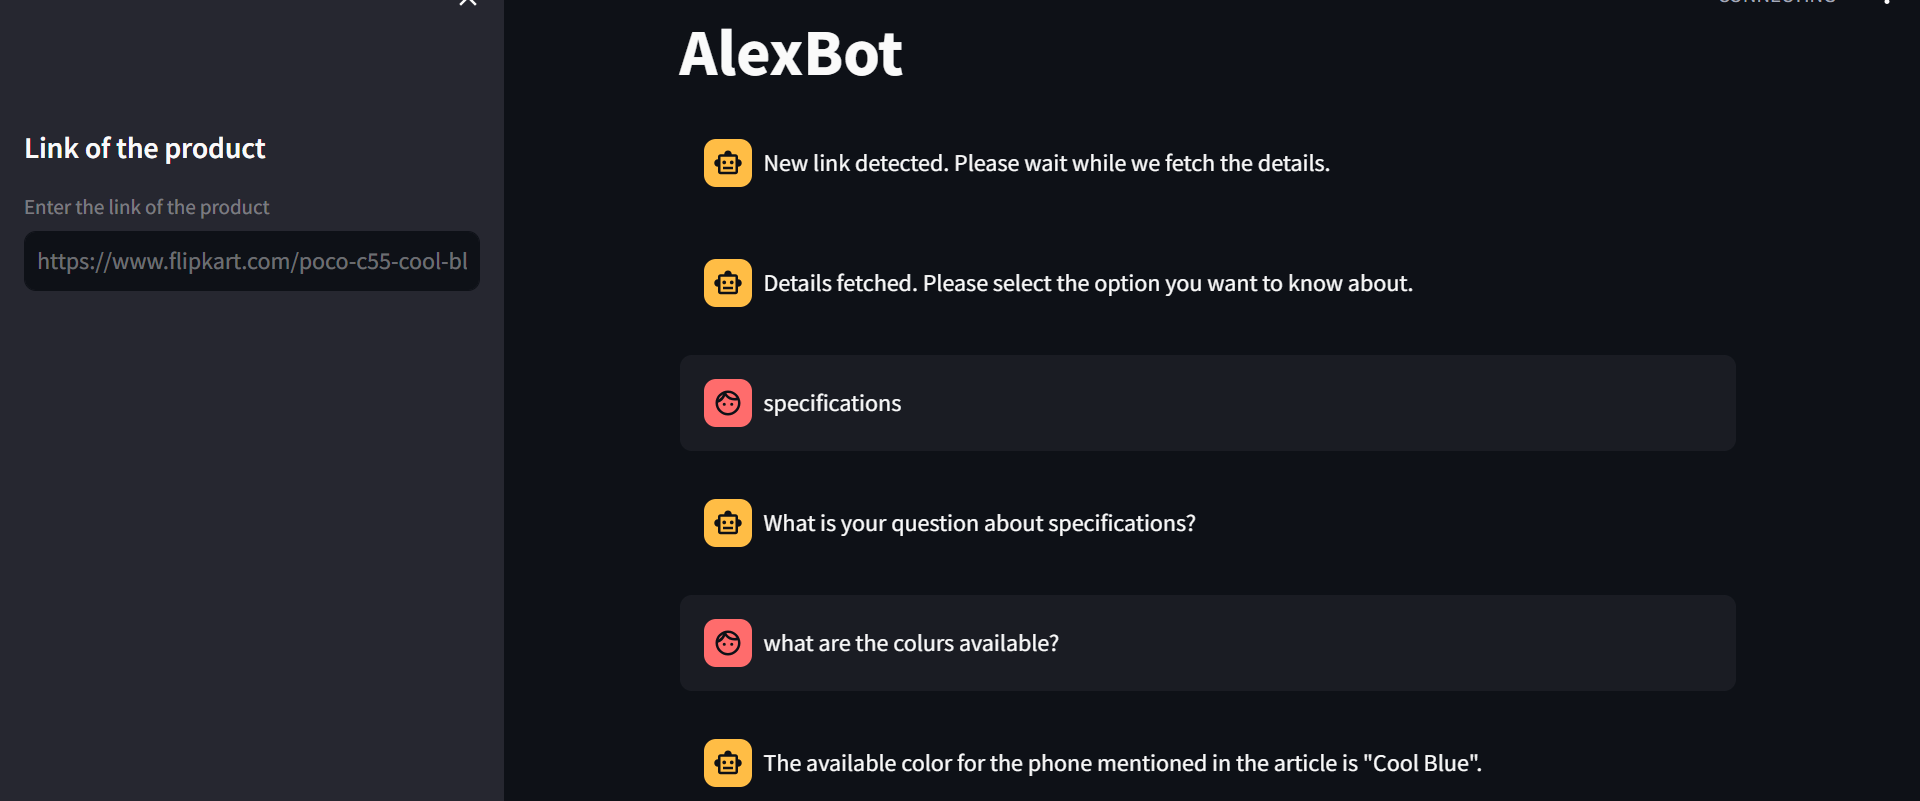 AlexBot
Link of the product
Enter the link of the product
https://www.flipkart.com/poco-c55-cool-bl
New link detected. Please wait while we fetch the details.
Details fetched. Please select the option you want to know about.
specifications
What is your question about specifications?
what are the colurs available?
The available color for the phone mentioned in the article is "Cool Blue".